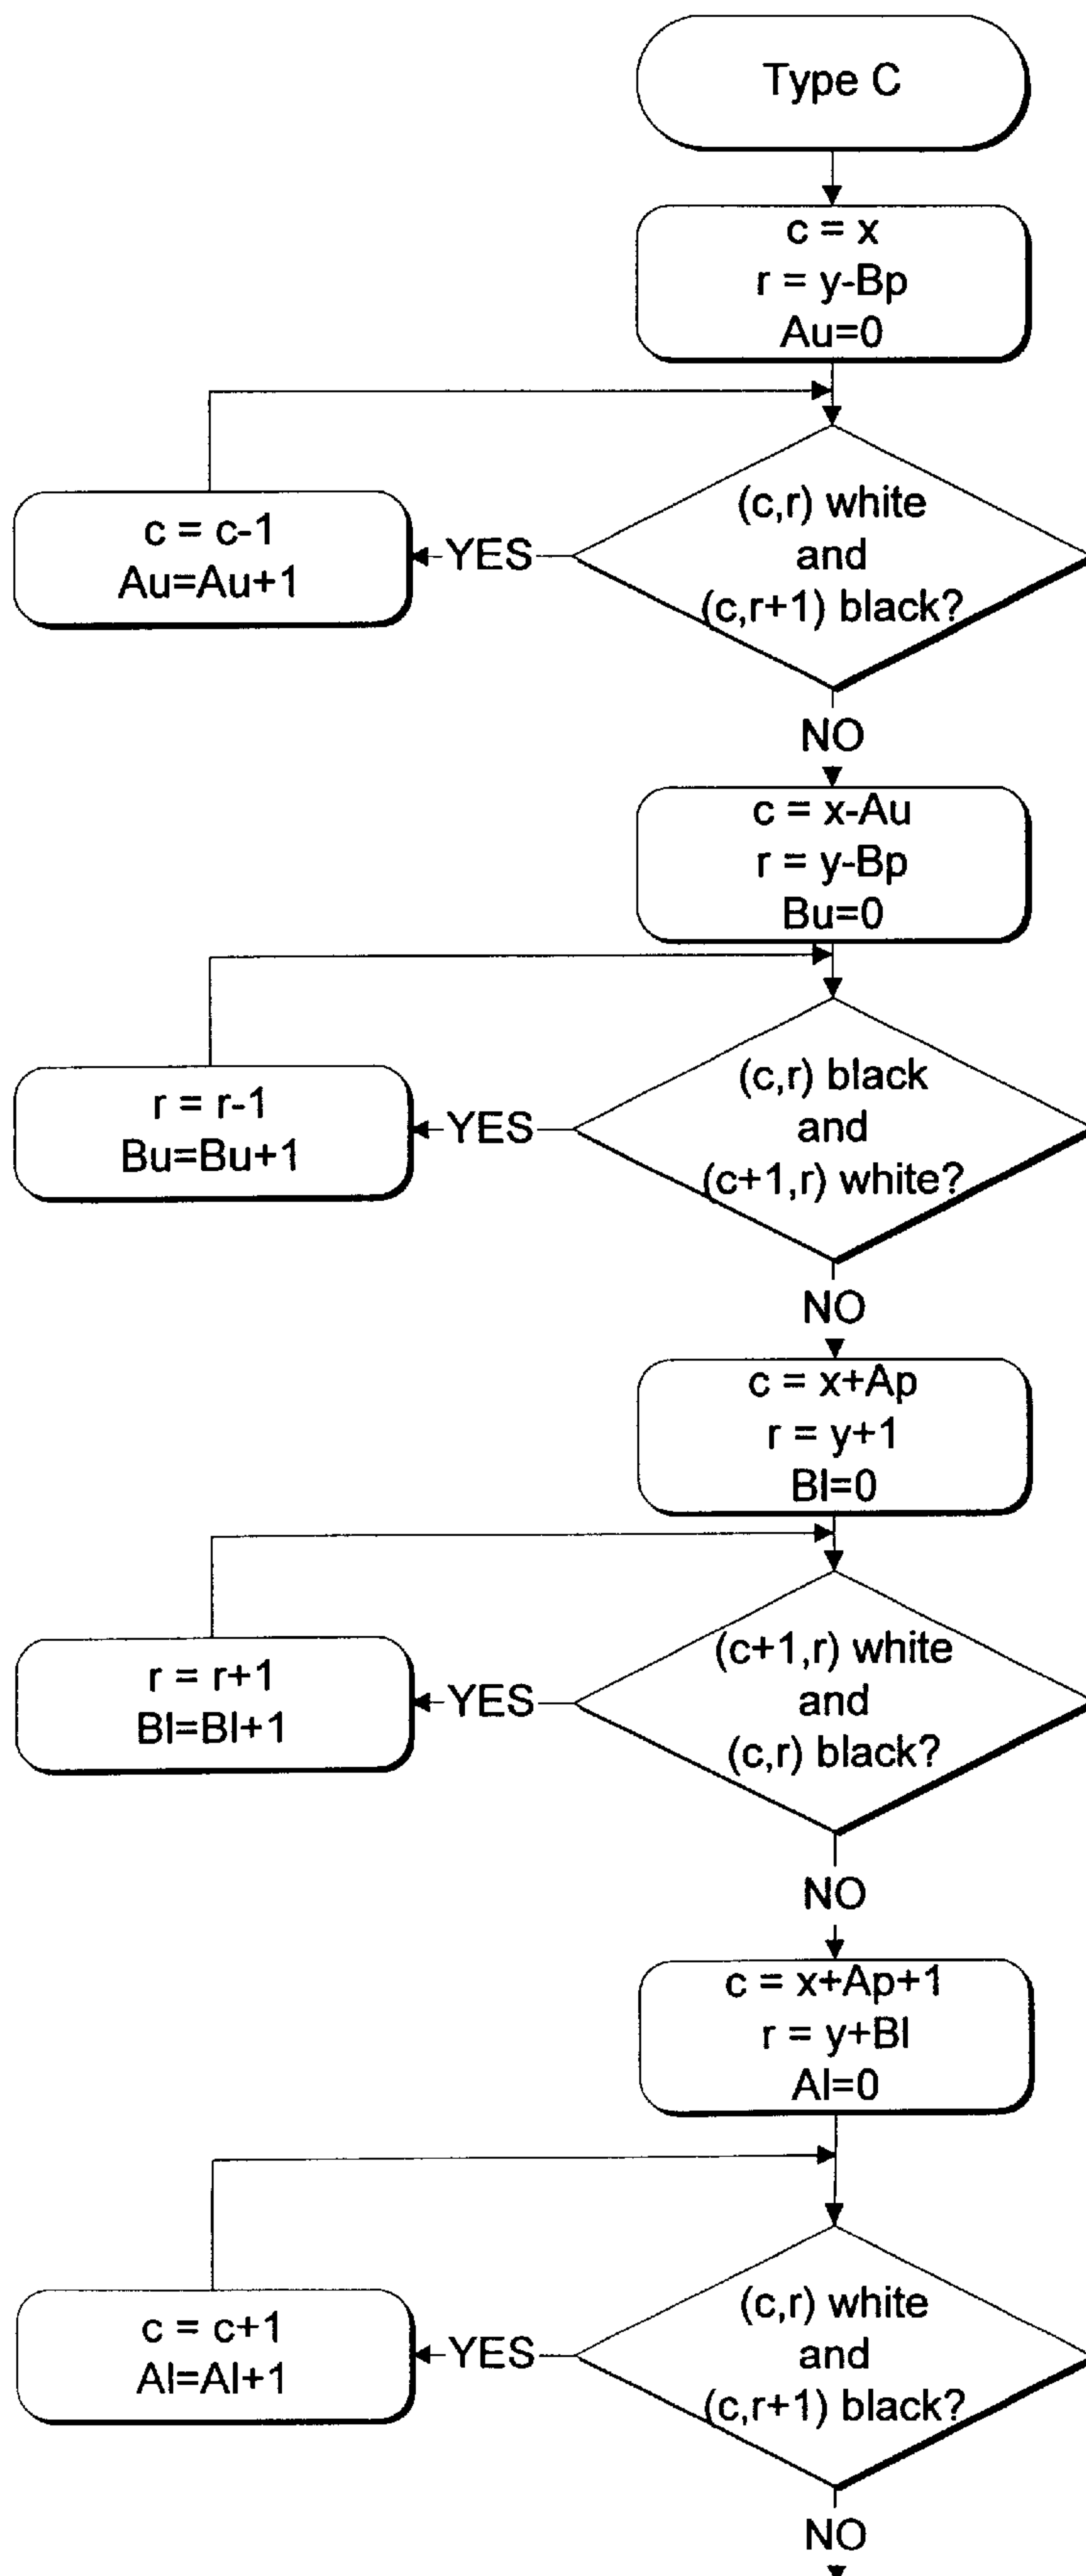 Type C
c = x
r = y-Bp
Au=0
(c,r) white
and
(c,r+1) black?
YES
c = c-1
Au=Au+1
NO
c = x-Au
r = y-Bp
Bu=0
(c,r) black
and
(c+1,r) white?
YES
r = r-1
Bu=Bu+1
NO
c = x+Ap
r = y+1
Bl=0
(c+1,r) white
and
(c,r) black?
YES
r = r+1
Bl=Bl+1
NO
c = x+Ap+1
r = y+Bl
Al=0
(c,r) white
and
(c,r+1) black?
YES
c = c+1
Al=Al+1
NO